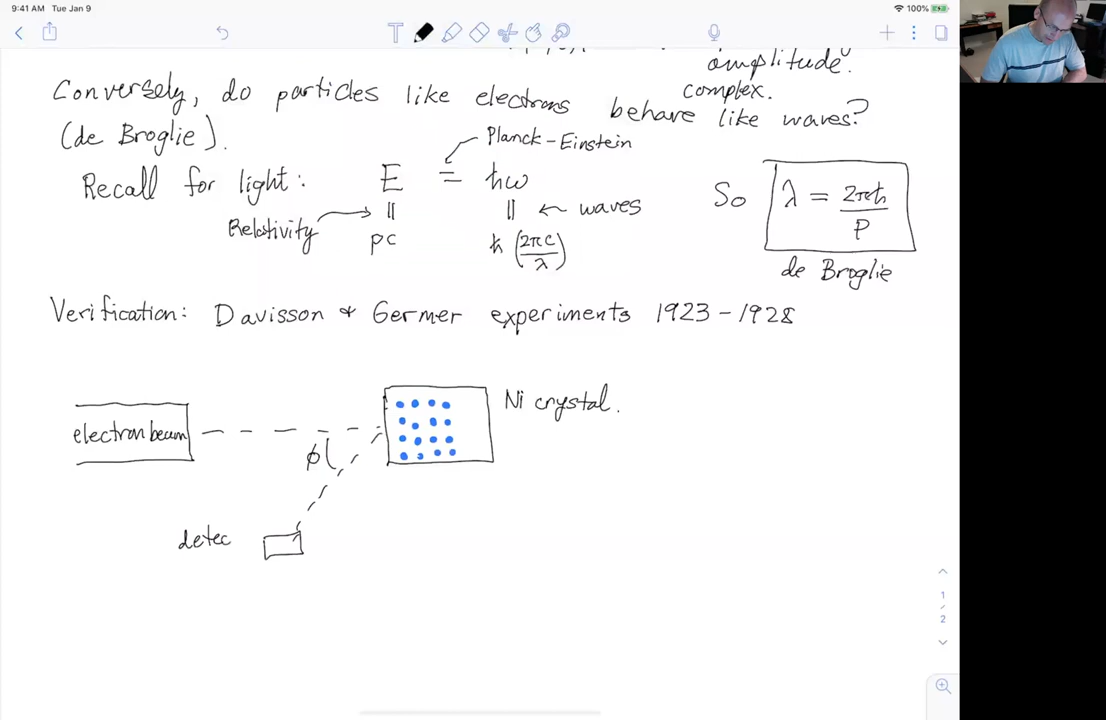 9:41 AM Tue Jan 9
100%
amplitude.
complex.
Conversely, do particles like electrons behave like waves?
(de Broglie).
Planck-Einstein
Recall for light: E = ħω
Relativity || || ← waves
pc ħ (2πc/λ)
So λ = 2πħ/p
de Broglie
Verification: Davisson & Germer experiments 1923-1928
Ni crystal.
electron beam
ϕ
detec
1
/
2